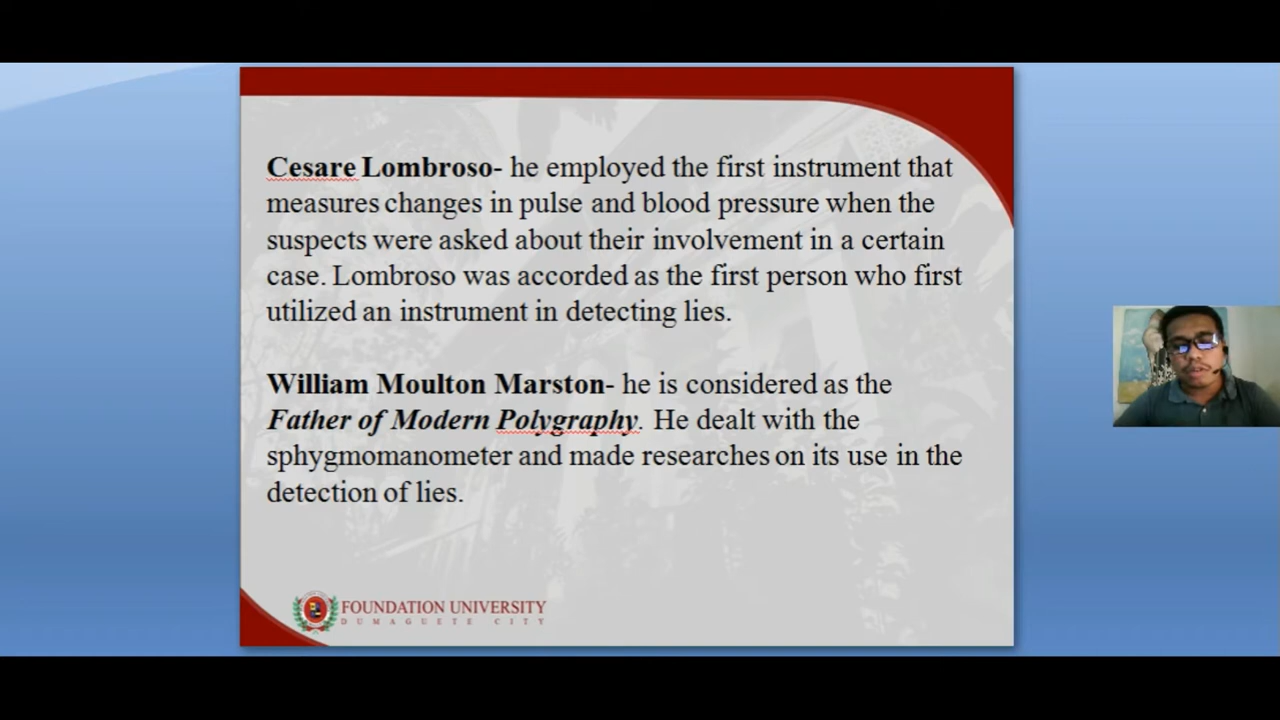 Cesare Lombroso- he employed the first instrument that
measures changes in pulse and blood pressure when the
suspects were asked about their involvement in a certain
case. Lombroso was accorded as the first person who first
utilized an instrument in detecting lies.
William Moulton Marston- he is considered as the
Father of Modern Polygraphy. He dealt with the
sphygmomanometer and made researches on its use in the
detection of lies.
FOUNDATION UNIVERSITY
DUMAGUETE CITY